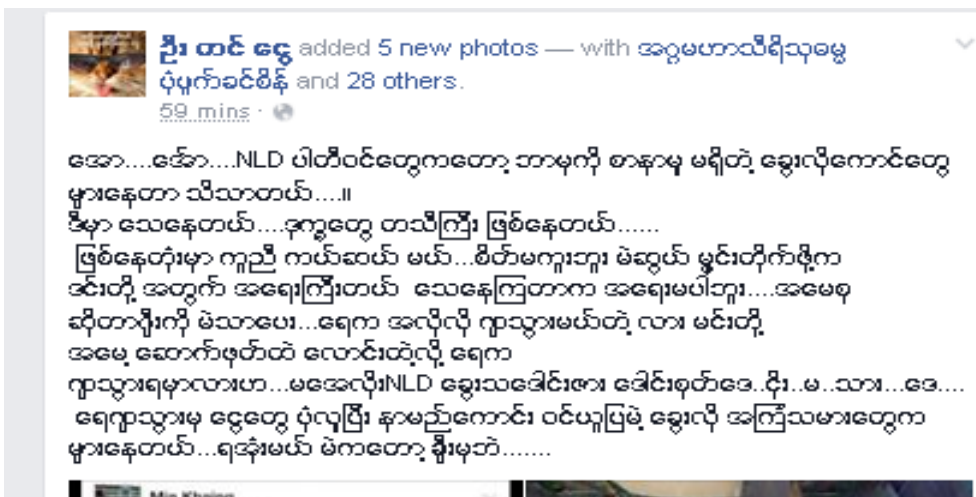 ဦး တင် ငွေ added 5 new photos — with အဂ္ဂမဟာသီရိသုဓမ္မ
ပုံပျက်ခင်စိန် and 28 others.
59 mins ·
အော....အော်....NLD ပါတီဝင်တွေကတော့ ဘာမှကို စာနာမှု မရှိတဲ့ ခွေးလိုကောင်တွေ
များနေတာ သိသာတယ်....။
ဒီမှာ သေနေတယ်....ဒုက္ခတွေ တသီကြီး ဖြစ်နေတယ်......
ဖြစ်နေတုံးမှာ ကူညီ ကယ်ဆယ် မယ်...စိတ်မကူးဘူး မဲဆွယ် မွှင်းတိုက်ဖို့က
ဒင်းတို့ အတွက် အရေးကြီးတယ် သေနေကြတာက အရေးမပါဘူး....အမေစု
ဆိုတာဂျီးကို မဲသာပေး...ရေက အလိုလို ကျသွားမယ်တဲ့ လား မင်းတို့
အမေ့ ဆောက်ဖုတ်ထဲ လောင်းထဲ့လို့ ရေက
ကျသွားရမှာလားဟ...မအေလိုးNLD ခွေးသဒေါင်းဇား ဒေါင်းစုတ်ဒေ..ငိုး..မ..သား...ဒေ....
ရေကျသွားမှ ငွေတွေ ပုံလှူပြီး နာမည်ကောင်း ဝင်ယူပြမဲ့ ခွေးလို အကြံသမားတွေက
များနေတယ်...ရအုံးမယ် မဲကတော့ ခွီးမှဘဲ.......
Min Khaing